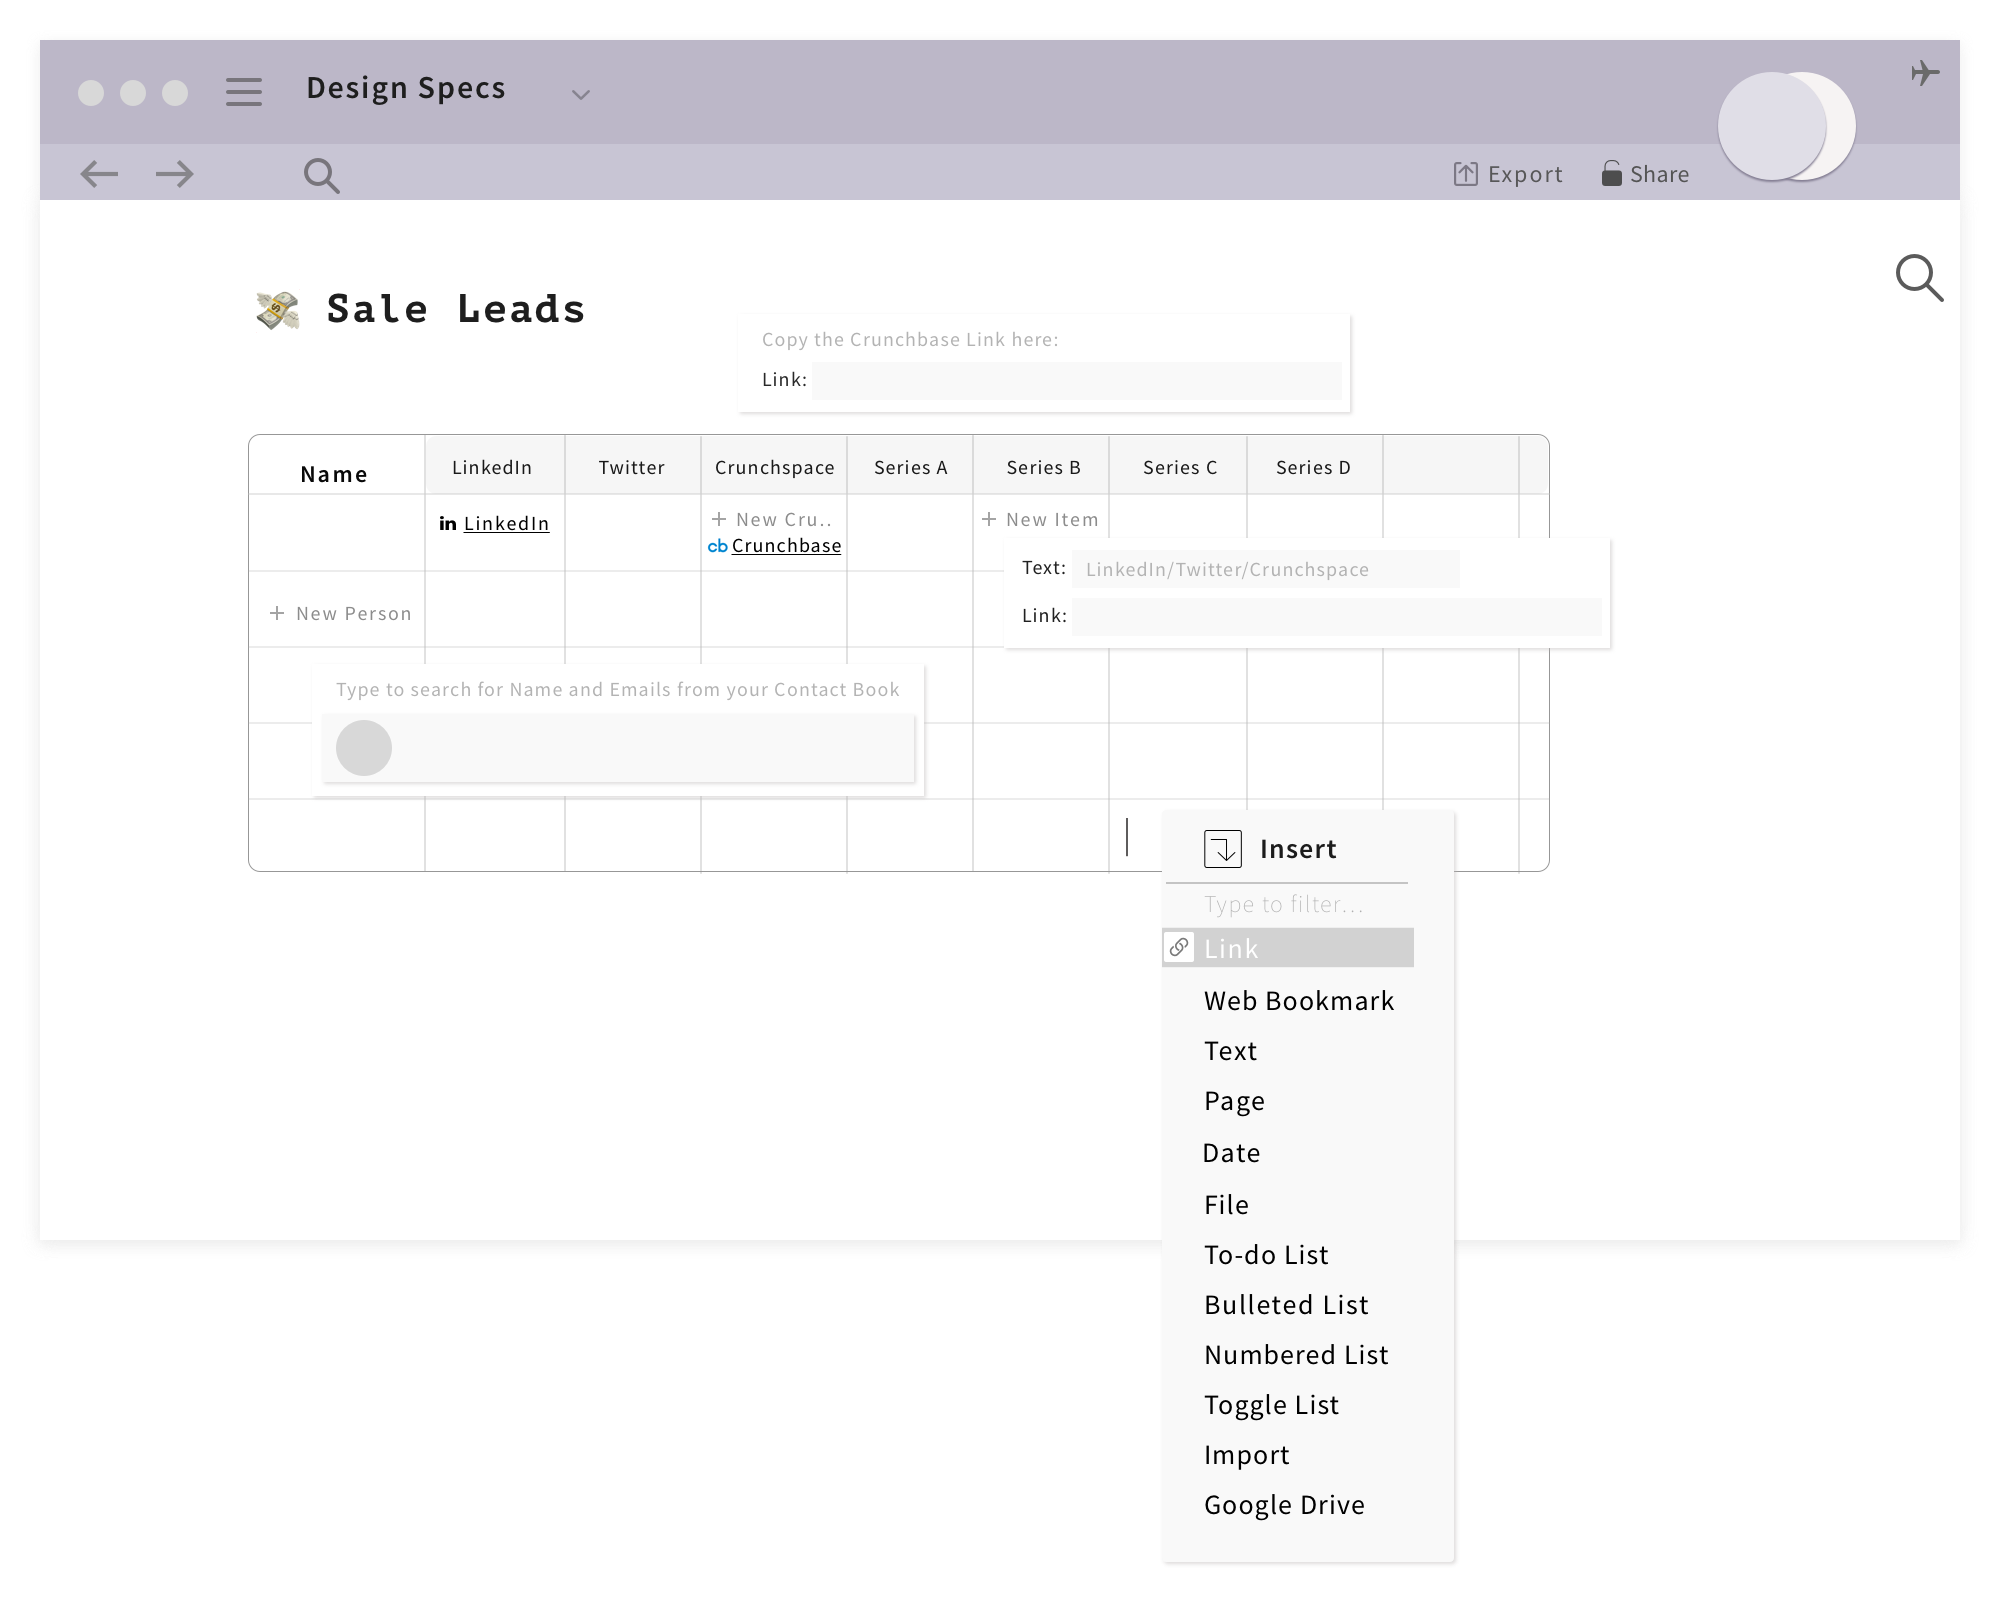 Design Specs
Export
Share
💸 Sale Leads
Copy the Crunchbase Link here:
Link:
Name LinkedIn Twitter Crunchspace Series A Series B Series C Series D
in LinkedIn
+ New Cru..
cb Crunchbase
+ New Item
Text: LinkedIn/Twitter/Crunchspace
Link:
+ New Person
Type to search for Name and Emails from your Contact Book
Insert
Type to filter...
Link
Web Bookmark
Text
Page
Date
File
To-do List
Bulleted List
Numbered List
Toggle List
Import
Google Drive